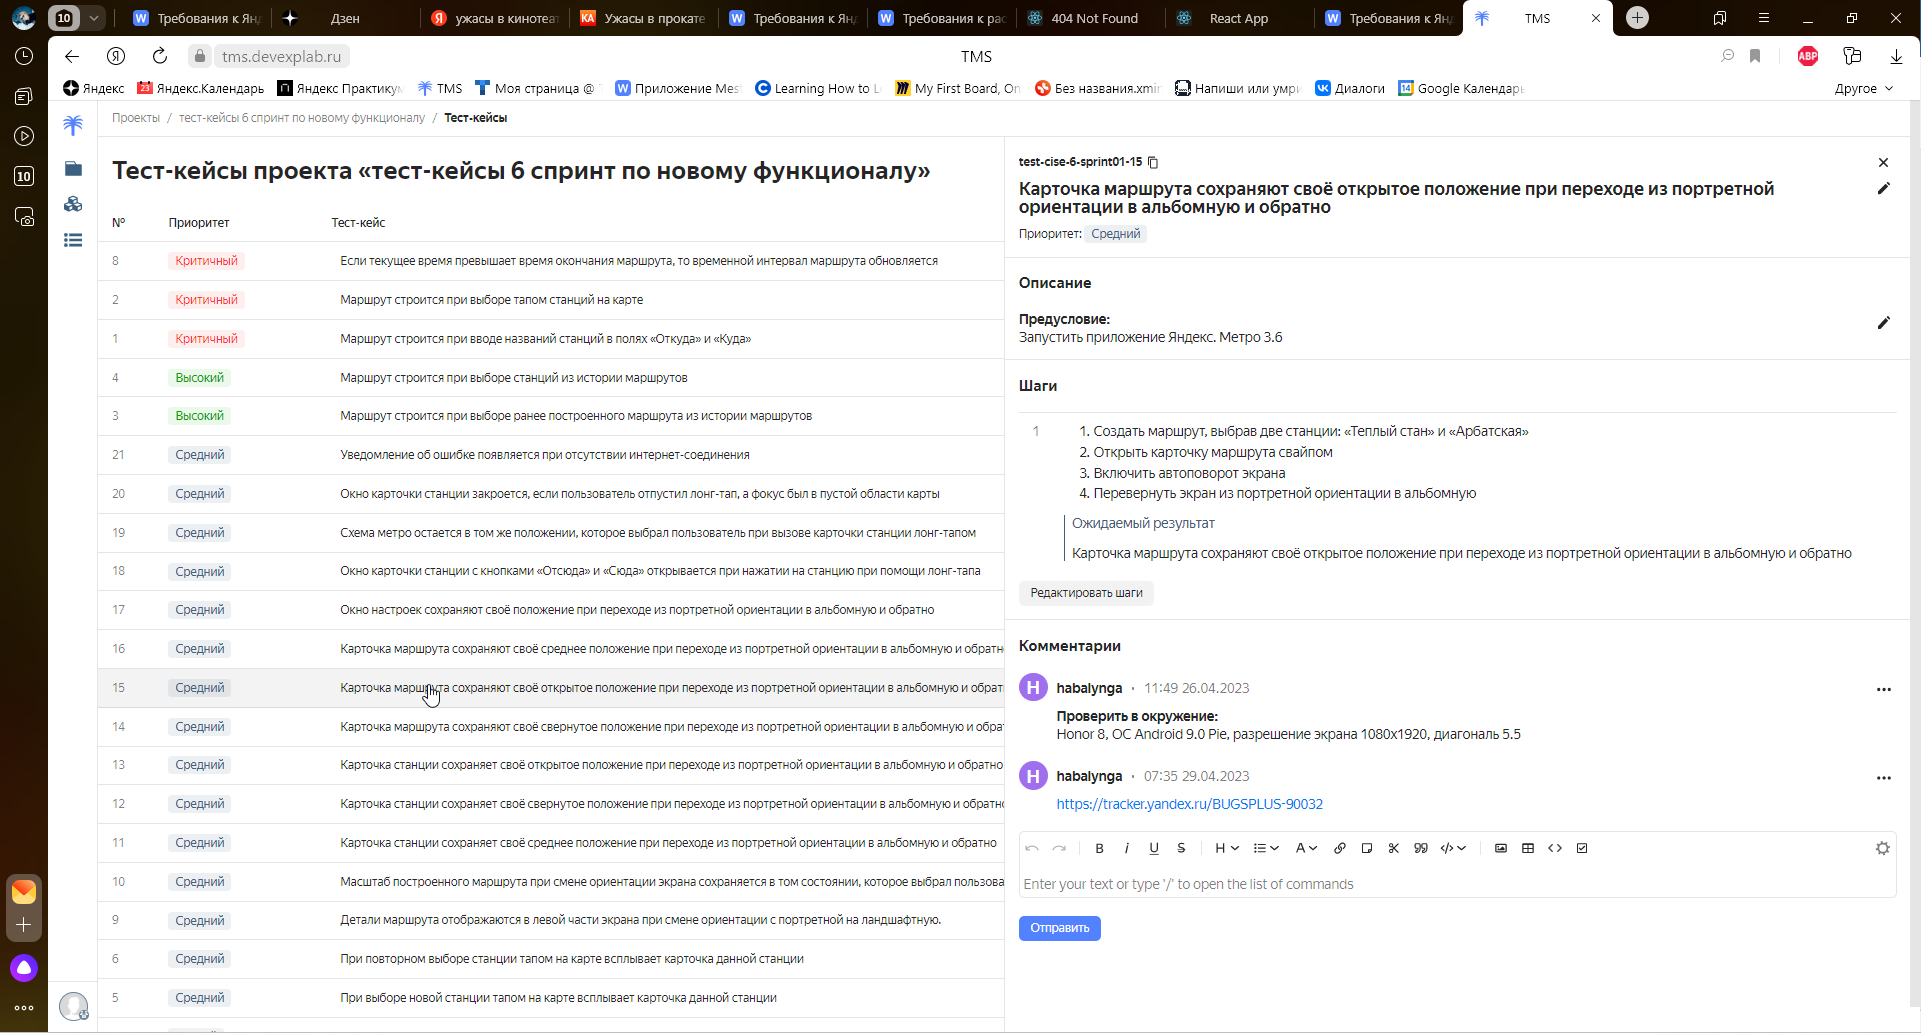 10
Требования к Янд
Дзен
ужасы в кинотеат
Ужасы в прокате
Требования к Янд
Требования к рас
404 Not Found
React App
Требования к Янд
TMS
tms.devexplab.ru
TMS
ABP
Яндекс
Яндекс.Календарь
Яндекс Практикум
TMS
Моя страница @
Приложение Mes
Learning How to L
My First Board, On
Без названия.xmin
Напиши или умри
Диалоги
Google Календарь
Другое
Проекты / тест-кейсы 6 спринт по новому функционалу / Тест-кейсы
Тест-кейсы проекта «тест-кейсы 6 спринт по новому функционалу»
№ Приоритет Тест-кейс
8 Критичный Если текущее время превышает время окончания маршрута, то временной интервал маршрута обновляется
2 Критичный Маршрут строится при выборе тапом станций на карте
1 Критичный Маршрут строится при вводе названий станций в полях «Откуда» и «Куда»
4 Высокий Маршрут строится при выборе станций из истории маршрутов
3 Высокий Маршрут строится при выборе ранее построенного маршрута из истории маршрутов
21 Средний Уведомление об ошибке появляется при отсутствии интернет-соединения
20 Средний Окно карточки станции закроется, если пользователь отпустил лонг-тап, а фокус был в пустой области карты
19 Средний Схема метро остается в том же положении, которое выбрал пользователь при вызове карточки станции лонг-тапом
18 Средний Окно карточки станции с кнопками «Отсюда» и «Сюда» открывается при нажатии на станцию при помощи лонг-тапа
17 Средний Окно настроек сохраняют своё положение при переходе из портретной ориентации в альбомную и обратно
16 Средний Карточка маршрута сохраняют своё среднее положение при переходе из портретной ориентации в альбомную и обратн
15 Средний Карточка маршрута сохраняют своё открытое положение при переходе из портретной ориентации в альбомную и обрат
14 Средний Карточка маршрута сохраняют своё свернутое положение при переходе из портретной ориентации в альбомную и обра
13 Средний Карточка станции сохраняет своё открытое положение при переходе из портретной ориентации в альбомную и обратно
12 Средний Карточка станции сохраняет своё свернутое положение при переходе из портретной ориентации в альбомную и обратн
11 Средний Карточка станции сохраняет своё среднее положение при переходе из портретной ориентации в альбомную и обратно
10 Средний Масштаб построенного маршрута при смене ориентации экрана сохраняется в том состоянии, которое выбрал пользова
9 Средний Детали маршрута отображаются в левой части экрана при смене ориентации с портретной на ландшафтную.
6 Средний При повторном выборе станции тапом на карте всплывает карточка данной станции
5 Средний При выборе новой станции тапом на карте всплывает карточка данной станции
test-cise-6-sprint01-15
Карточка маршрута сохраняют своё открытое положение при переходе из портретной
ориентации в альбомную и обратно
Приоритет: Средний
Описание
Предусловие:
Запустить приложение Яндекс. Метро 3.6
Шаги
1 1. Создать маршрут, выбрав две станции: «Теплый стан» и «Арбатская»
2. Открыть карточку маршрута свайпом
3. Включить автоповорот экрана
4. Перевернуть экран из портретной ориентации в альбомную
Ожидаемый результат
Карточка маршрута сохраняют своё открытое положение при переходе из портретной ориентации в альбомную и обратно
Редактировать шаги
Комментарии
H habalynga · 11:49 26.04.2023
Проверить в окружение:
Honor 8, ОС Android 9.0 Pie, разрешение экрана 1080x1920, диагональ 5.5
H habalynga · 07:35 29.04.2023
https://tracker.yandex.ru/BUGSPLUS-90032
Enter your text or type '/' to open the list of commands
Отправить